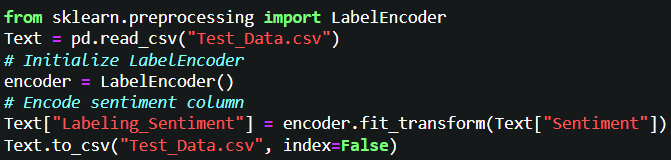 from sklearn.preprocessing import LabelEncoder
Text = pd.read_csv("Test_Data.csv")
# Initialize LabelEncoder
encoder = LabelEncoder()
# Encode sentiment column
Text["Labeling_Sentiment"] = encoder.fit_transform(Text["Sentiment"])
Text.to_csv("Test_Data.csv", index=False)